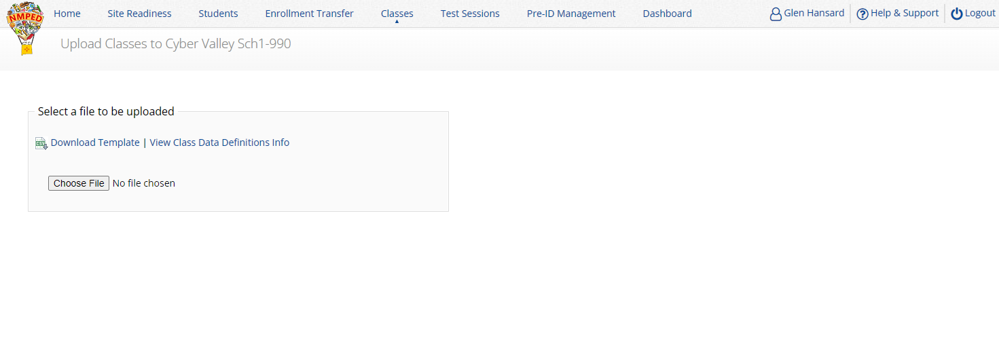 NMPED
Home Site Readiness Students Enrollment Transfer Classes Test Sessions Pre-ID Management Dashboard Glen Hansard Help & Support Logout
Upload Classes to Cyber Valley Sch1-990
Select a file to be uploaded
CSV Download Template | View Class Data Definitions Info
Choose File No file chosen